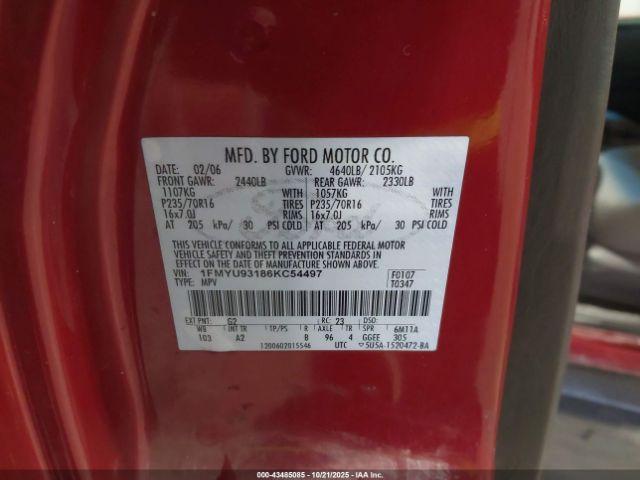 MFD. BY FORD MOTOR CO.
DATE: 02/06 GVWR: 4640LB/ 2105KG
FRONT GAWR: 2440LB REAR GAWR: 2330LB
1107KG WITH 1057KG WITH
P235/70R16 TIRES P235/70R16 TIRES
16x7.0J RIMS 16x7.0J RIMS
AT 205 kPa/ 30 PSI COLD AT 205 kPa/ 30 PSI COLD
THIS VEHICLE CONFORMS TO ALL APPLICABLE FEDERAL MOTOR
VEHICLE SAFETY AND THEFT PREVENTION STANDARDS IN
EFFECT ON THE DATE OF MANUFACTURE SHOWN ABOVE.
VIN: 1FMYU93186KC54497 F0107
TYPE: MPV T0347
EXT PNT: G2 RC: 23 DSO:
WB INT TR TP/PS R AXLE TR SPR 6M11A
103 A2 B 96 4 GGEE 305
1200602015546 UTC 5U5A-1520472-BA
000-43485085 - 10/21/2025 - IAA Inc.